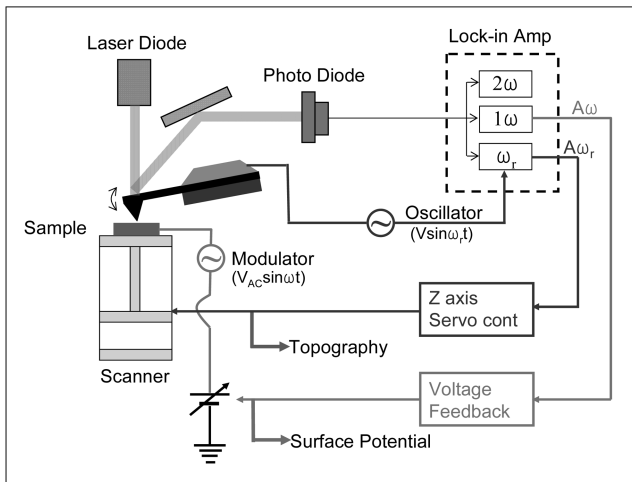 Laser Diode
Lock-in Amp
Photo Diode
2ω
1ω
ωr
Aω
Aωr
Oscillator
(Vsinωrt)
Sample
Modulator
(VACsinωt)
Z axis
Servo cont
Topography
Scanner
Voltage
Feedback
Surface Potential